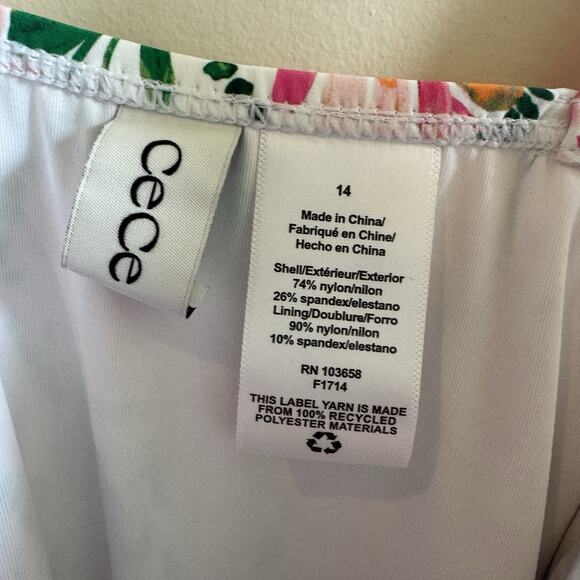 CeCe
14
Made in China/
Fabriqué en Chine/
Hecho en China
Shell/Extérieur/Exterior
74% nylon/nilon
26% spandex/elestano
Lining/Doublure/Forro
90% nylon/nilon
10% spandex/elestano
RN 103658
F1714
THIS LABEL YARN IS MADE
FROM 100% RECYCLED
POLYESTER MATERIALS